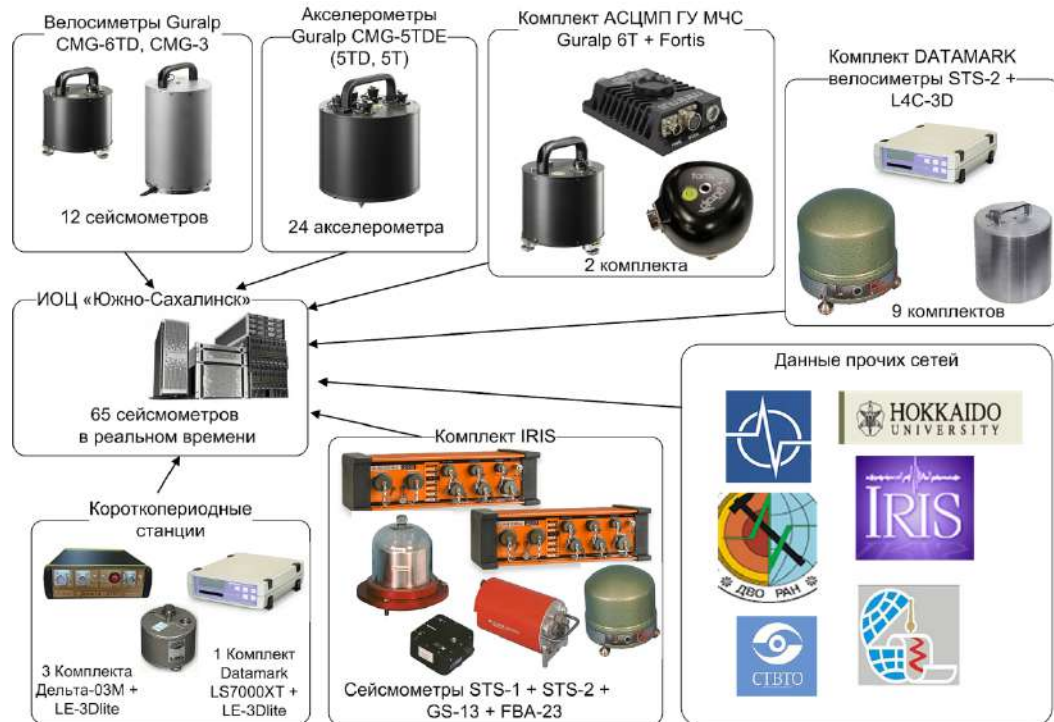 Велосиметры Guralp
CMG-6TD, CMG-3
12 сейсмометров
Акселерометры
Guralp CMG-5TDE
(5TD, 5T)
24 акселерометра
Комплект АСЦМП ГУ МЧС
Guralp 6T + Fortis
2 комплекта
Комплект DATAMARK
велосиметры STS-2 +
L4C-3D
9 комплектов
ИОЦ «Южно-Сахалинск»
65 сейсмометров
в реальном времени
Короткопериодные
станции
3 Комплекта
Дельта-03М +
LE-3Dlite
1 Комплект
Datamark
LS7000XT +
LE-3Dlite
Комплект IRIS
Сейсмометры STS-1 + STS-2 +
GS-13 + FBA-23
Данные прочих сетей
HOKKAIDO
UNIVERSITY
IRIS
ДВО РАН
CTBTO